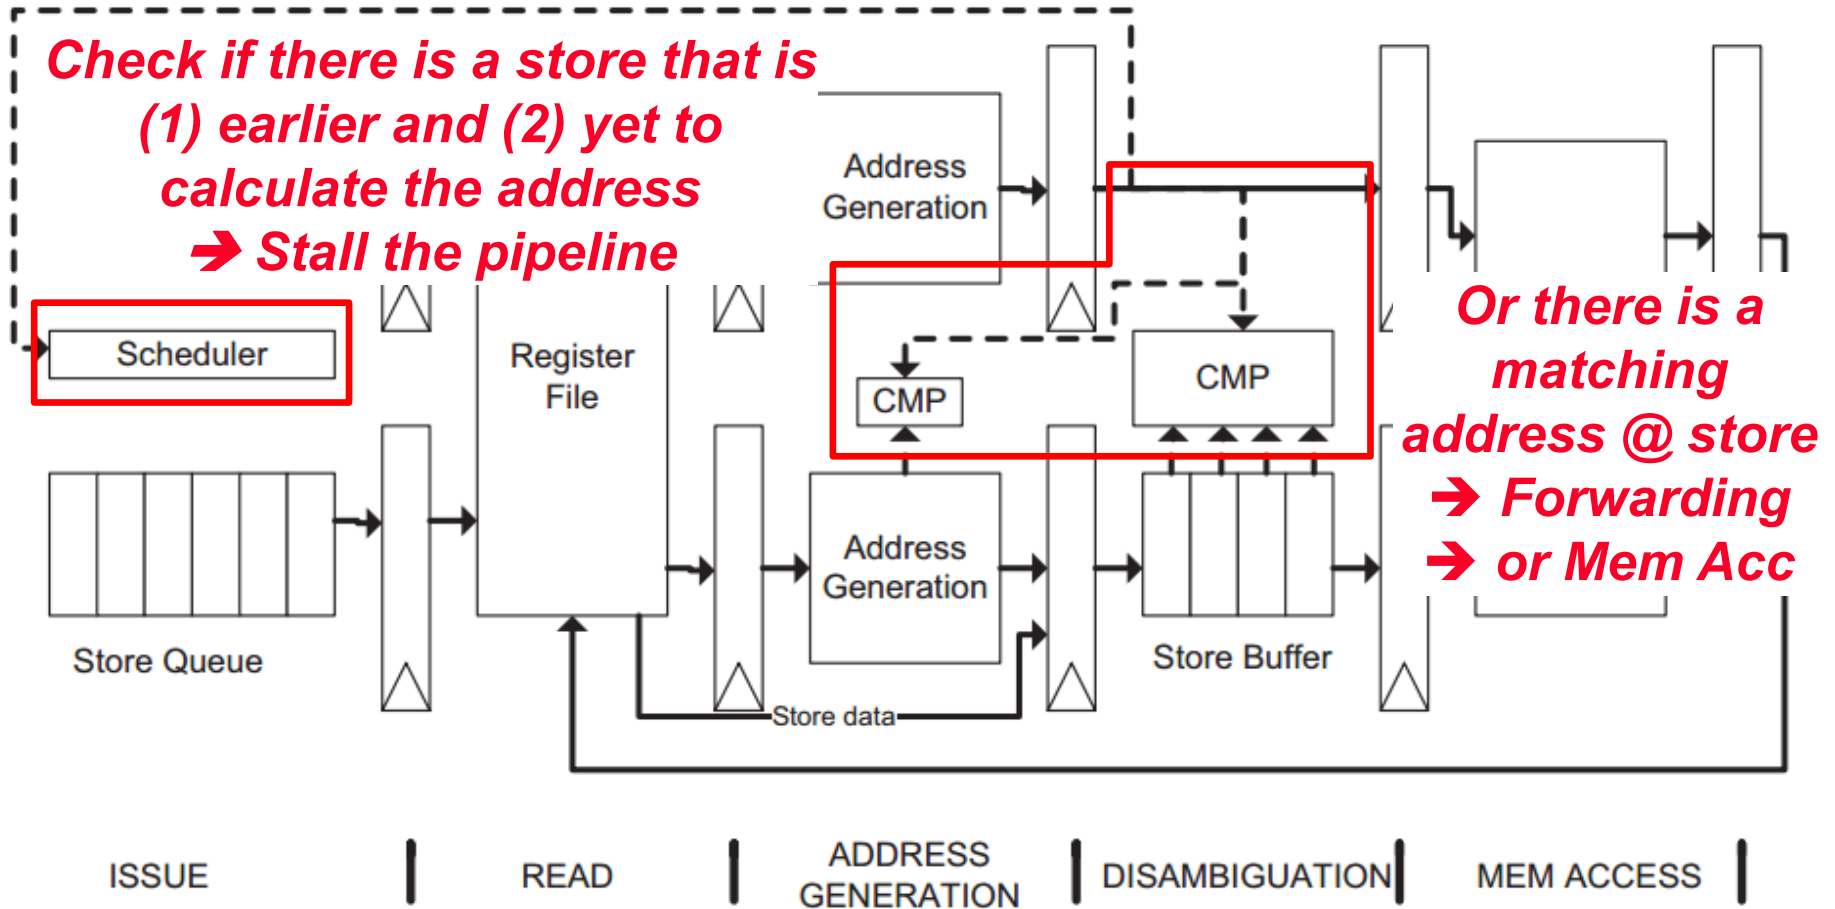 Check if there is a store that is
(1) earlier and (2) yet to
calculate the address
➔ Stall the pipeline
Address
Generation
Or there is a
matching
address @ store
➔ Forwarding
➔ or Mem Acc
Scheduler
Register
File
CMP
CMP
Address
Generation
Store Queue
Store Buffer
Store data
ISSUE
READ
ADDRESS
GENERATION
DISAMBIGUATION
MEM ACCESS